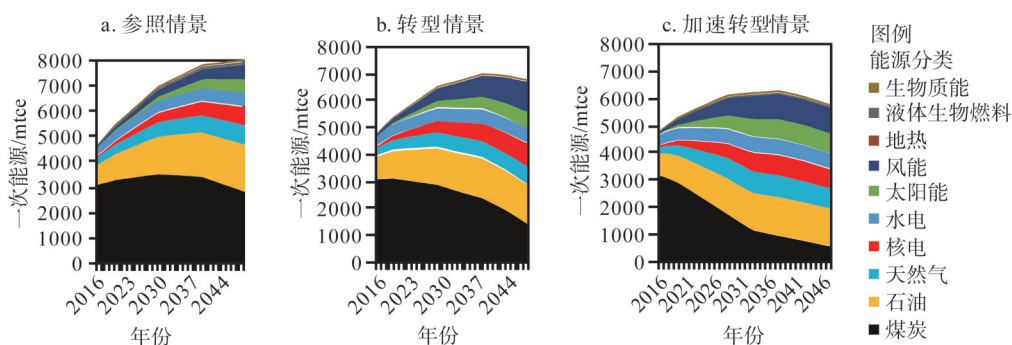 a. 参照情景
一次能源/mtce
8000
7000
6000
5000
4000
3000
2000
1000
0
2016
2023
2030
2037
2044
年份
b. 转型情景
一次能源/mtce
8000
7000
6000
5000
4000
3000
2000
1000
0
2016
2023
2030
2037
2044
年份
c. 加速转型情景
一次能源/mtce
8000
7000
6000
5000
4000
3000
2000
1000
0
2016
2021
2026
2031
2036
2041
2046
年份
图例
能源分类
生物质能
液体生物燃料
地热
风能
太阳能
水电
核电
天然气
石油
煤炭